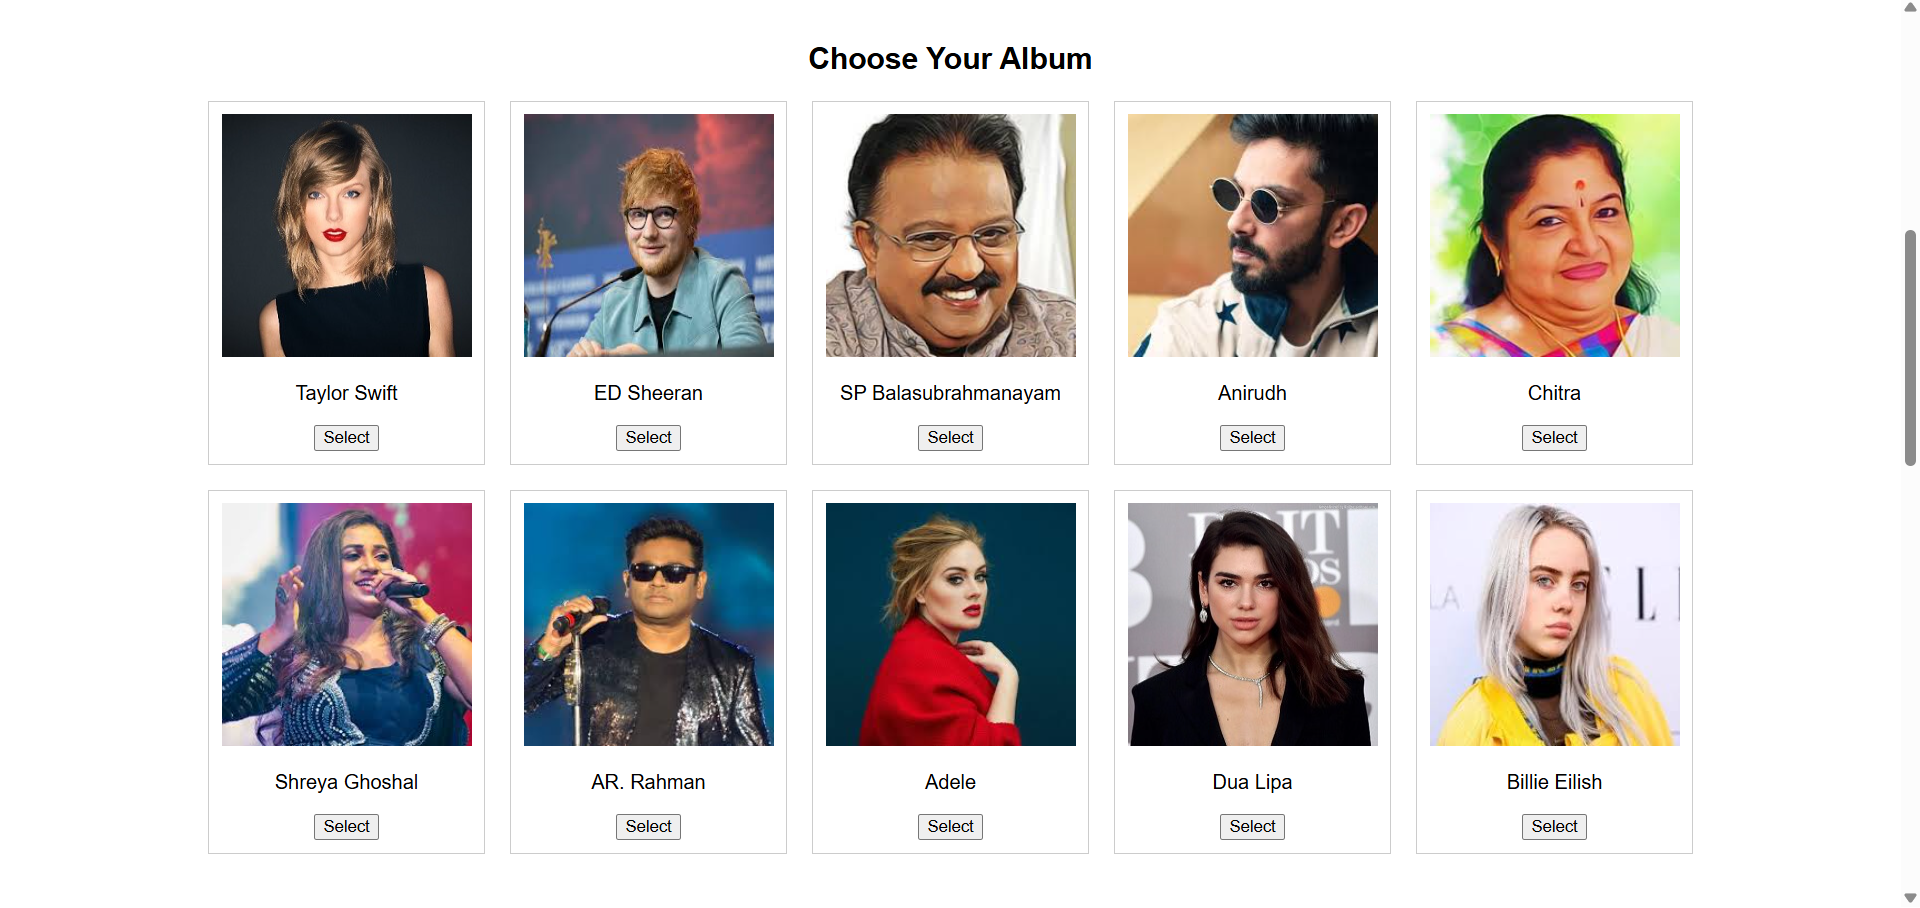 Choose Your Album
Taylor Swift
ED Sheeran
SP Balasubrahmanayam
Anirudh
Chitra
Select
Select
Select
Select
Select
Shreya Ghoshal
AR. Rahman
Adele
Dua Lipa
Billie Eilish
Select
Select
Select
Select
Select